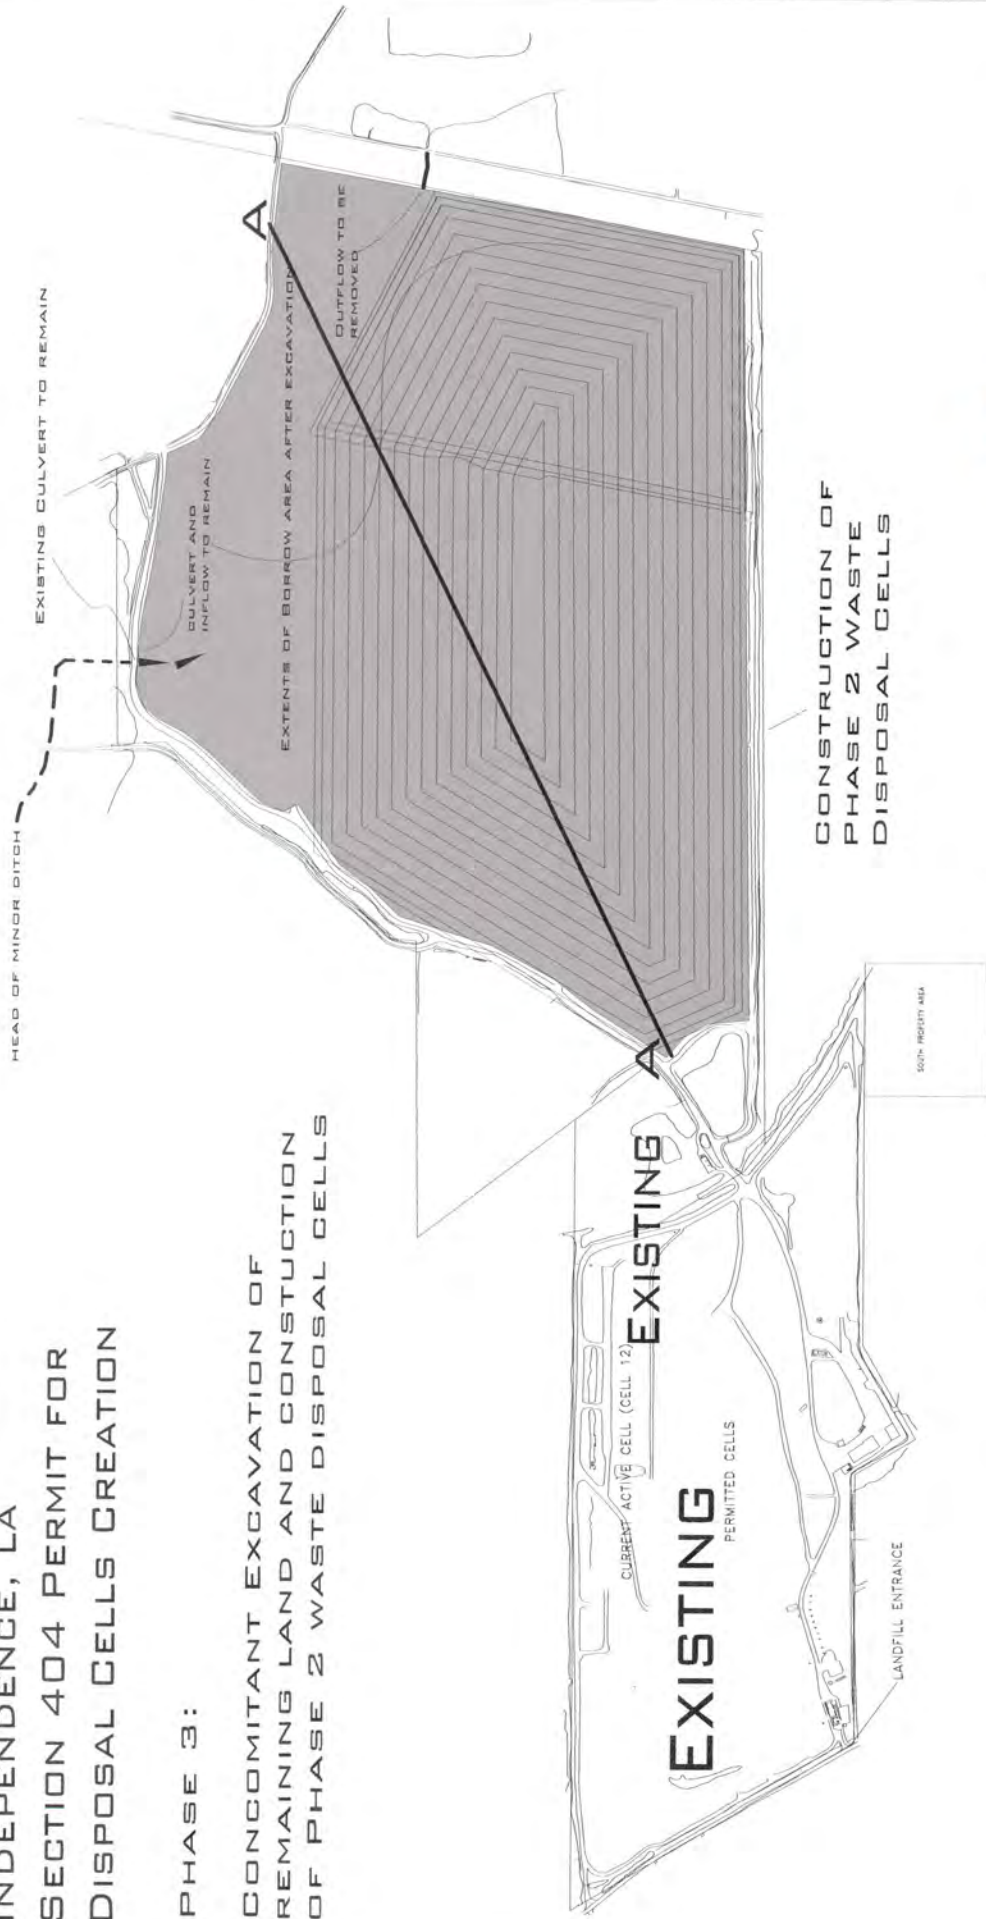 INDEPENDENCE, LA
SECTION 404 PERMIT FOR
DISPOSAL CELLS CREATION
PHASE 3:
CONCOMITANT EXCAVATION OF
REMAINING LAND AND CONSTUCTION
OF PHASE 2 WASTE DISPOSAL CELLS
HEAD OF MINOR DITCH
EXISTING CULVERT TO REMAIN
CULVERT AND
INFLOW TO REMAIN
EXTENTS OF BORROW AREA AFTER EXCAVATION
OUTFLOW TO BE
REMOVED
A
A
EXISTING
CURRENT ACTIVE CELL (CELL 12)
EXISTING
PERMITTED CELLS
LANDFILL ENTRANCE
SOUTH PROPERTY AREA
CONSTRUCTION OF
PHASE 2 WASTE
DISPOSAL CELLS